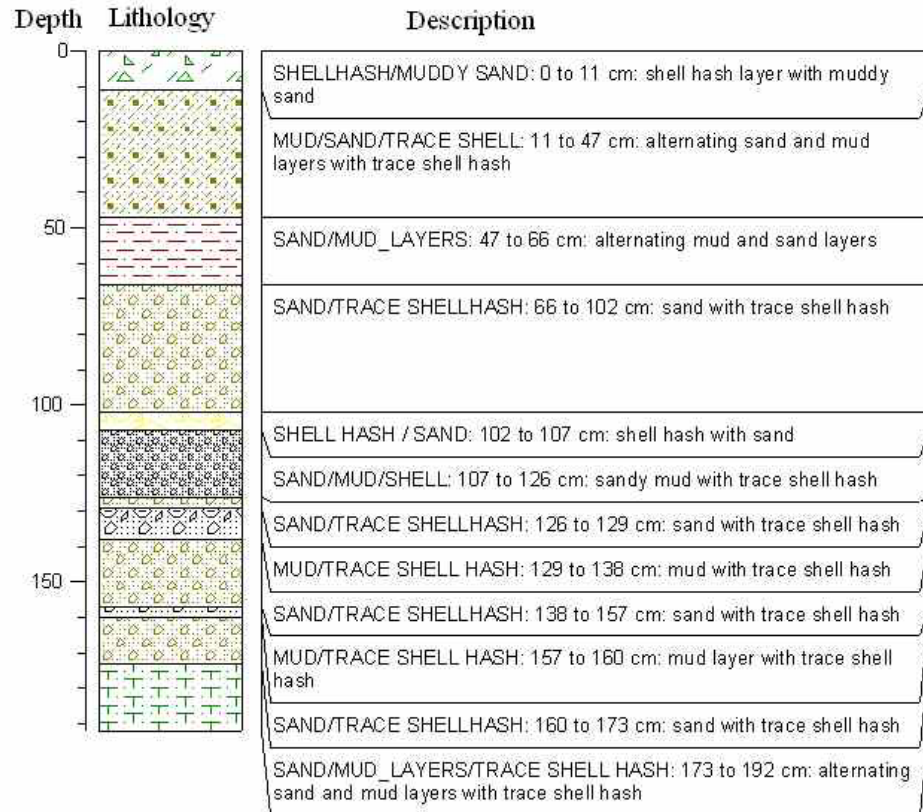 Depth Lithology Description
0
SHELLHASH/MUDDY SAND: 0 to 11 cm: shell hash layer with muddy
sand
MUD/SAND/TRACE SHELL: 11 to 47 cm: alternating sand and mud
layers with trace shell hash
50
SAND/MUD_LAYERS: 47 to 66 cm: alternating mud and sand layers
SAND/TRACE SHELLHASH: 66 to 102 cm: sand with trace shell hash
100
SHELL HASH / SAND: 102 to 107 cm: shell hash with sand
SAND/MUD/SHELL: 107 to 126 cm: sandy mud with trace shell hash
SAND/TRACE SHELLHASH: 126 to 129 cm: sand with trace shell hash
MUD/TRACE SHELL HASH: 129 to 138 cm: mud with trace shell hash
150
SAND/TRACE SHELLHASH: 138 to 157 cm: sand with trace shell hash
MUD/TRACE SHELL HASH: 157 to 160 cm: mud layer with trace shell
hash
SAND/TRACE SHELLHASH: 160 to 173 cm: sand with trace shell hash
SAND/MUD_LAYERS/TRACE SHELL HASH: 173 to 192 cm: alternating
sand and mud layers with trace shell hash